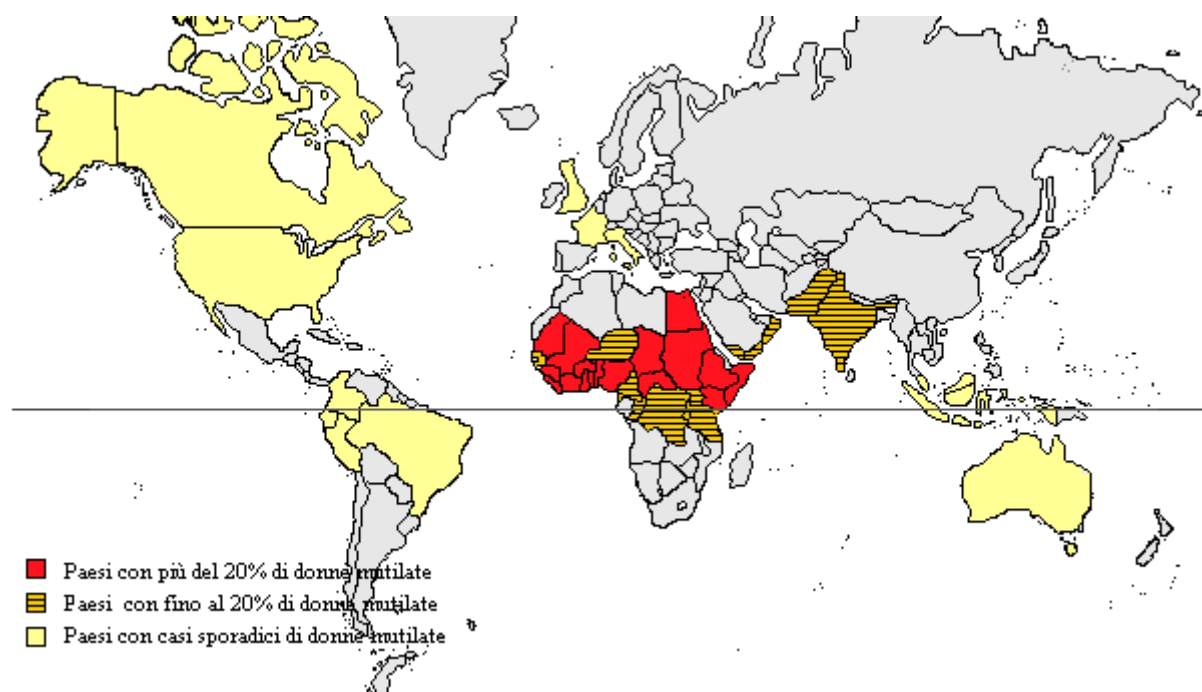 Paesi con più del 20% di donne mutilate
Paesi con fino al 20% di donne mutilate
Paesi con casi sporadici di donne mutilate